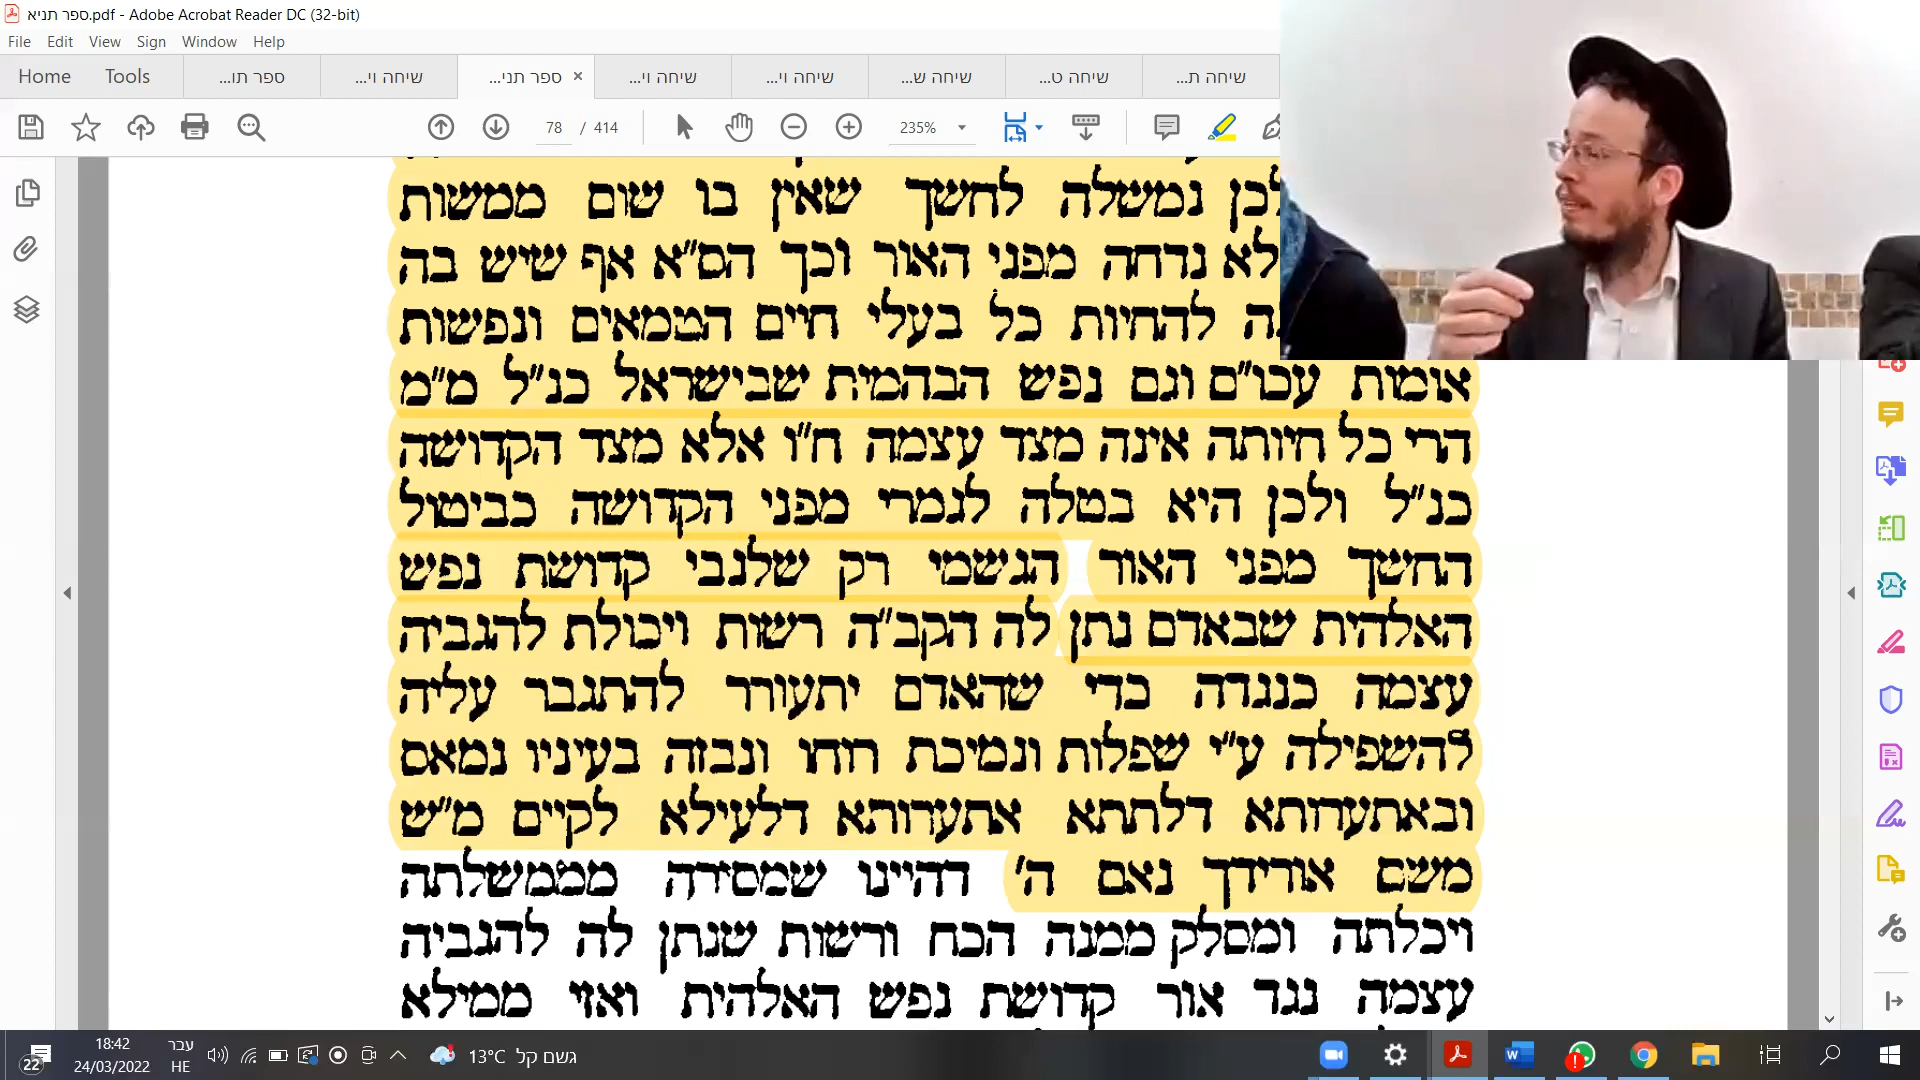 ספר תניא.pdf - Adobe Acrobat Reader DC (32-bit)
File Edit View Sign Window Help
Home Tools ספר תו... שיחה וי... ספר תני... × שיחה וי... שיחה וי... שיחה ש... שיחה ט... שיחה ת...
78 / 414 235%
לכן נמשלה לחשך שאין בו שום ממשות
נדחה מפני האור וכך הס"א אף שיש בה
להחיות כל בעלי חיים הטמאים ונפשות
אומות עכו"ם וגם נפש הבהמית שבישראל כנ"ל מ"מ
הרי כל חיותה אינה מצד עצמה ח"ו אלא מצד הקדושה
כנ"ל ולכן היא בטלה לגמרי מפני הקדושה כביטול
החשך מפני האור הגשמי רק שלגבי קדושת נפש
האלהית שבאדם נתן לה הקב"ה רשות ויכולת להגביה
עצמה כנגדה כדי שהאדם יתעורר להתגבר עליה
להשפילה ע"י שפלות ונמיכת רוחו ונבזה בעיניו נמאס
ובאתערותא דלתתא אתערותא דלעילא לקיים מ"ש
משם אורידך נאם ה' דהיינו שמסירה מממשלתה
ויכלתה ומסלק ממנה הכח ורשות שנתן לה להגביה
עצמה נגד אור קדושת נפש האלהית ואזי ממילא
22 18:42 24/03/2022 עבר HE 13°C גשם קל